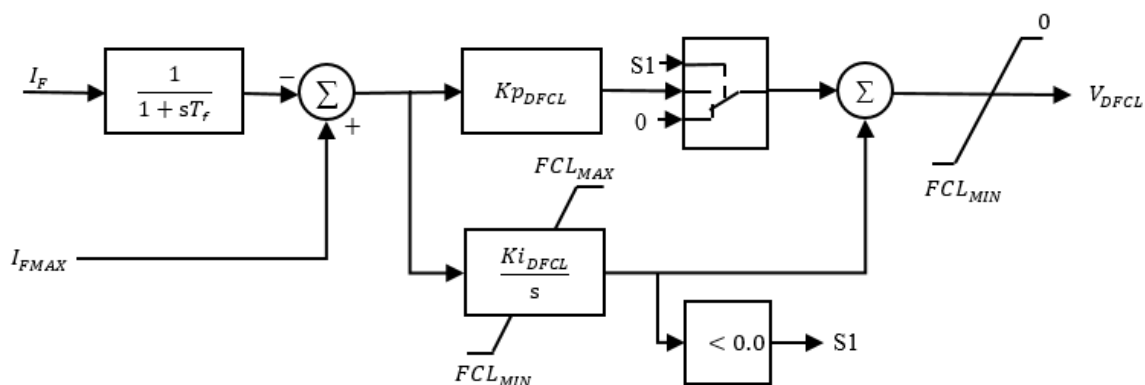 0
I_F
1
1 + sT_f
−
Σ
+
Kp_DFCL
S1
0
Σ
V_DFCL
FCL_MIN
FCL_MAX
I_FMAX
Ki_DFCL
s
FCL_MIN
< 0.0
S1